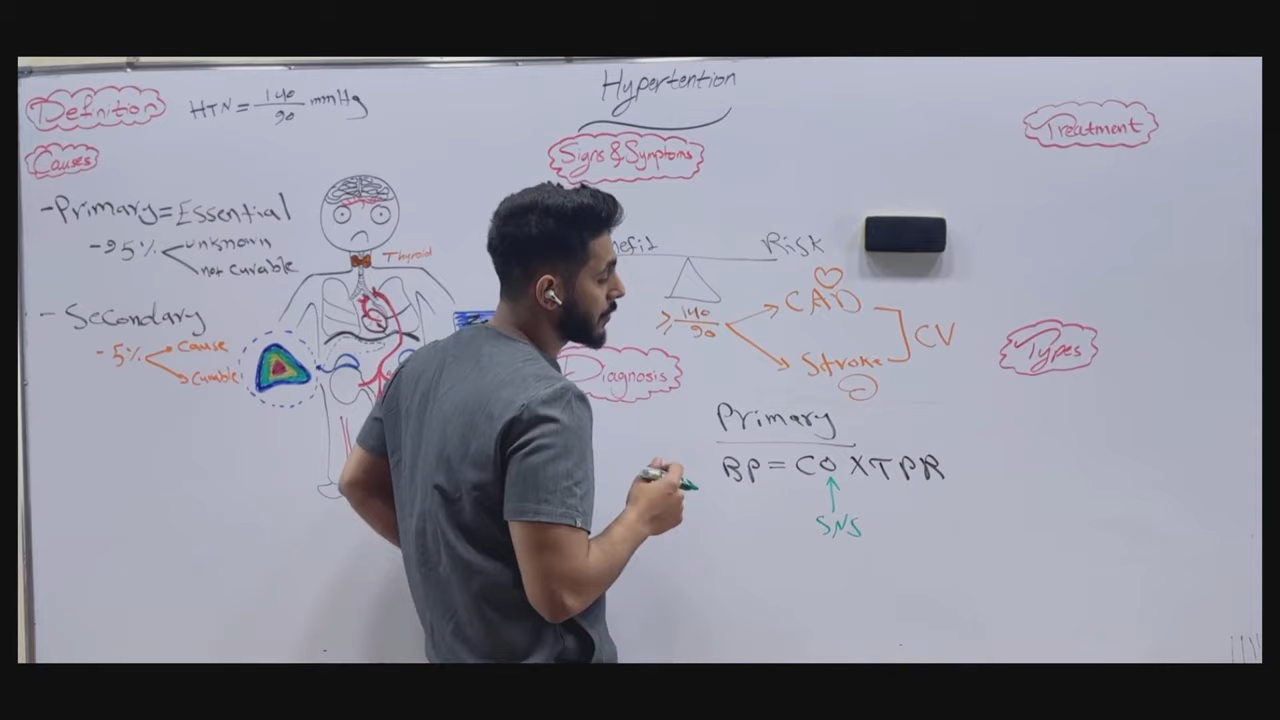 Hypertention
Definition
HTN = 140/90 mmHg
Causes
- Primary = Essential
- 95% unknown
not curable
- Secondary
- 5% Cause
Curable
Thyroid
Signs & Symptoms
nefit
Risk
≥ 140/90
CAD
Stroke
CV
Diagnosis
Primary
BP = CO X TPR
SNS
Treatment
Types